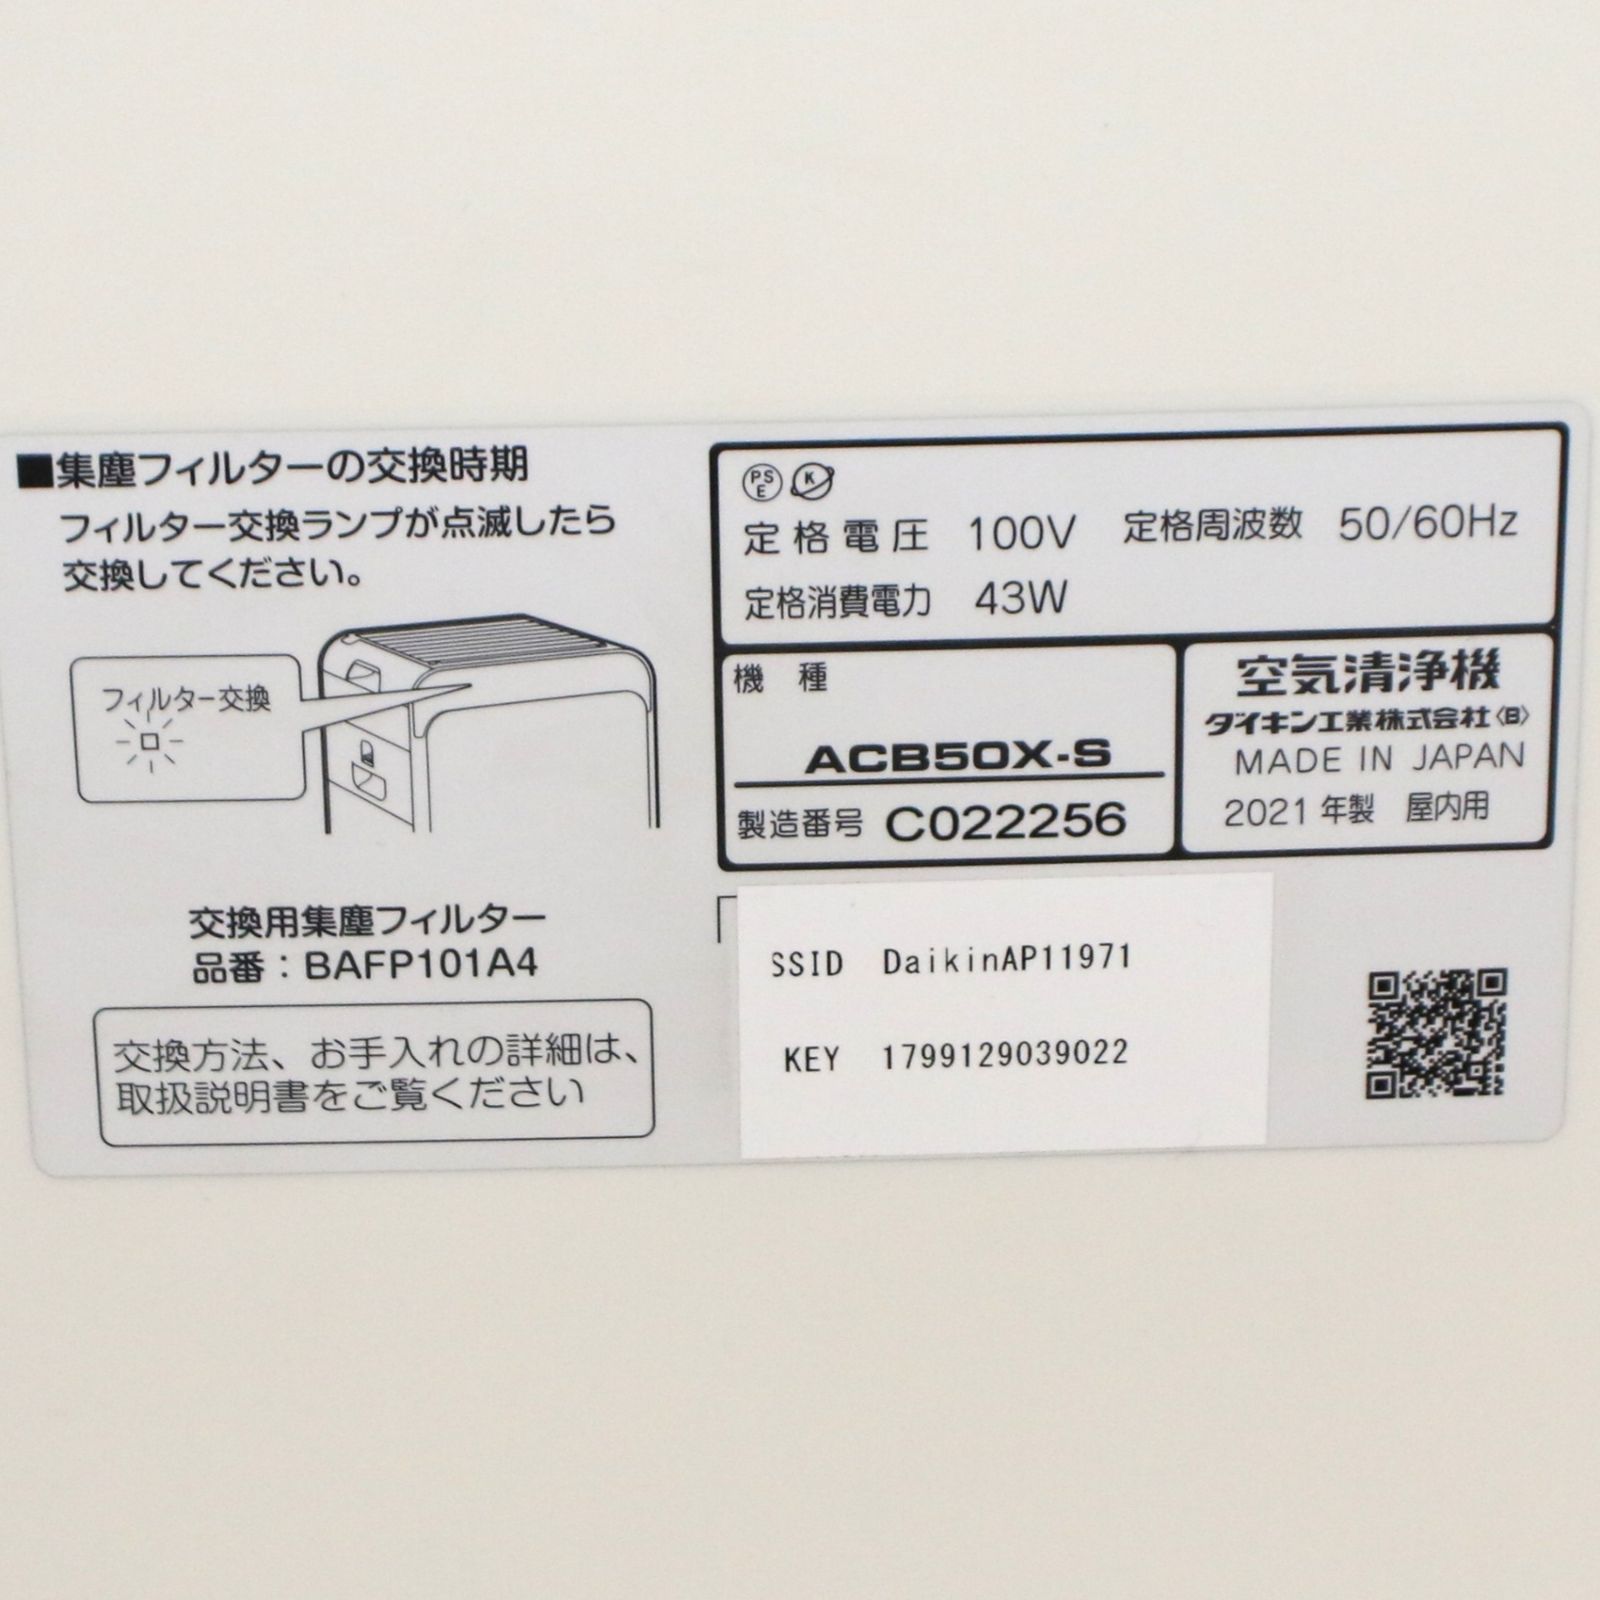 ■集塵フィルターの交換時期
フィルター交換ランプが点滅したら
交換してください。
フィルター交換
交換用集塵フィルター
品番：BAFP101A4
交換方法、お手入れの詳細は、
取扱説明書をご覧ください
PS
E
K
定格電圧 100V 定格周波数 50/60Hz
定格消費電力 43W
機種
ACB50X-S
製造番号 C022256
空気清浄機
ダイキン工業株式会社〈B〉
MADE IN JAPAN
2021年製 屋内用
SSID DaikinAP11971
KEY 1799129039022